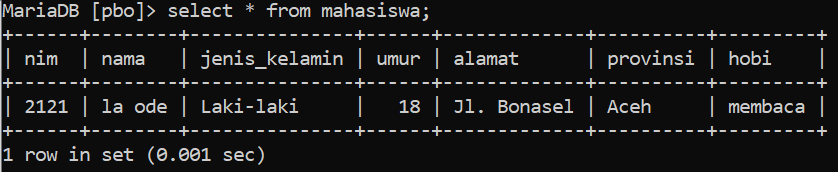 MariaDB [pbo]> select * from mahasiswa;
+------+--------+---------------+------+-------------+----------+---------+
| nim  | nama   | jenis_kelamin | umur | alamat      | provinsi | hobi    |
+------+--------+---------------+------+-------------+----------+---------+
| 2121 | la ode | Laki-laki     |   18 | Jl. Bonasel | Aceh     | membaca |
+------+--------+---------------+------+-------------+----------+---------+
1 row in set (0.001 sec)